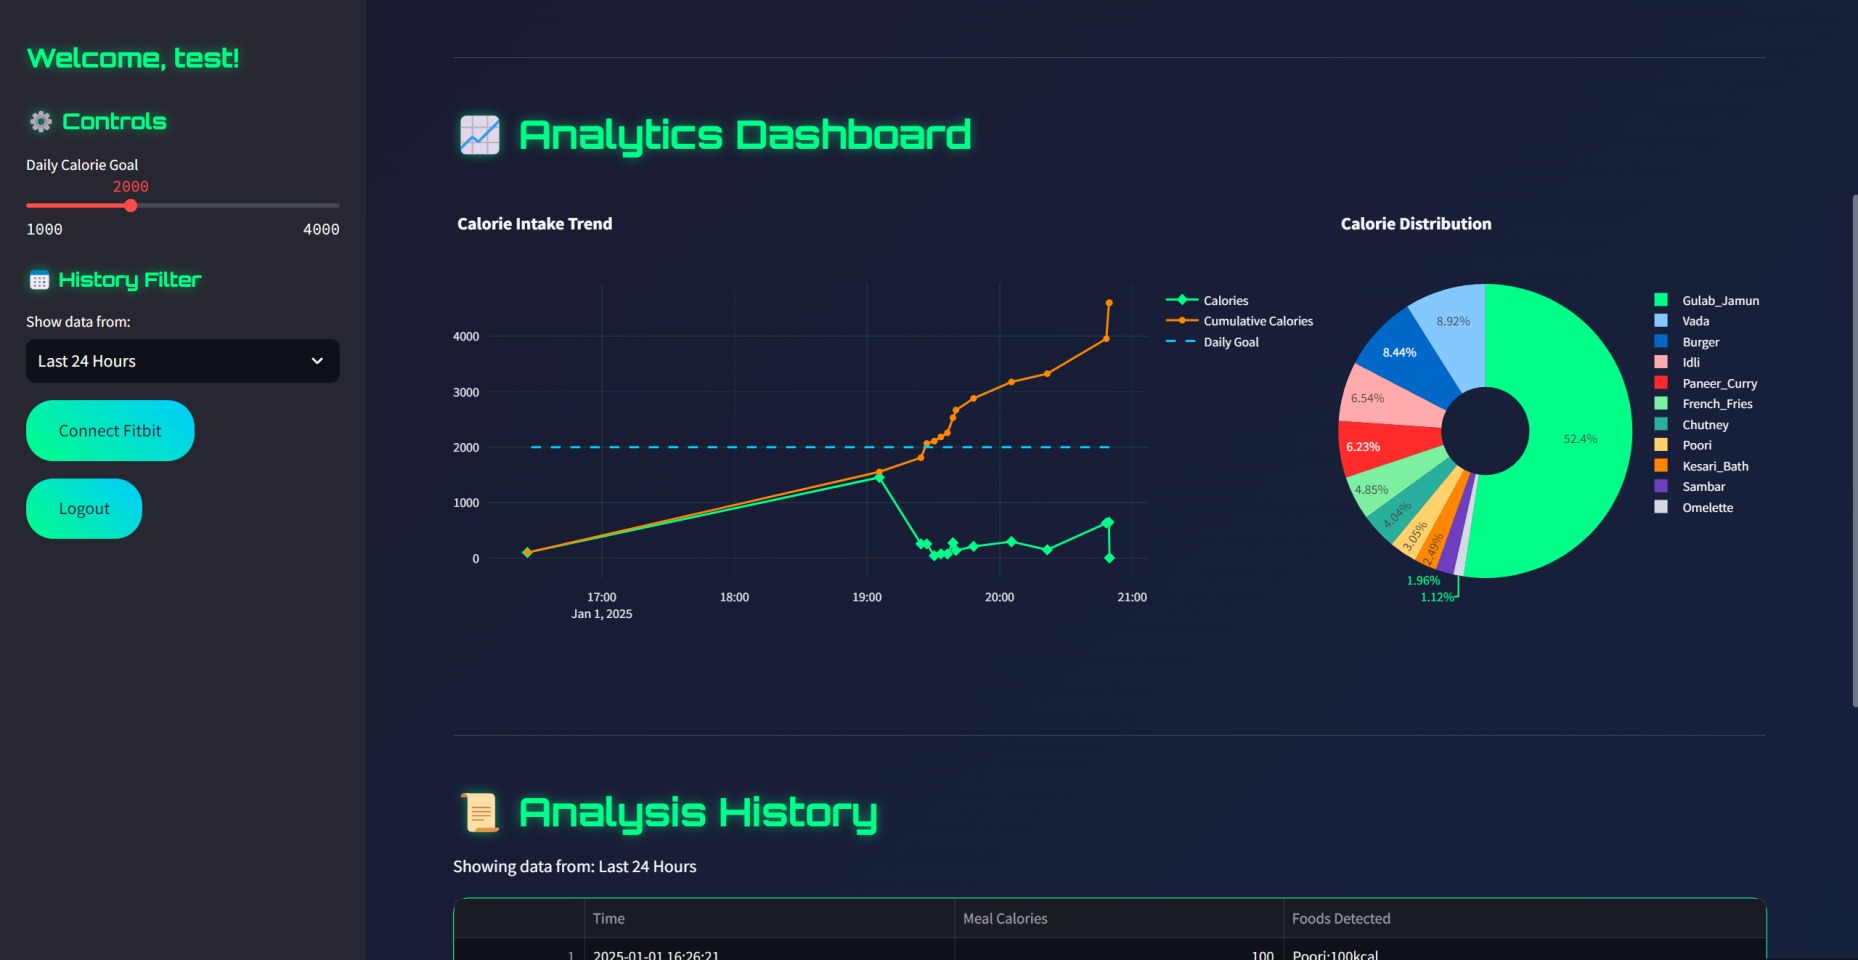 Welcome, test!
Controls
Daily Calorie Goal
2000
1000 4000
History Filter
Show data from:
Last 24 Hours
Connect Fitbit
Logout
Analytics Dashboard
Calorie Intake Trend
4000
3000
2000
1000
0
17:00 18:00 19:00 20:00 21:00
Jan 1, 2025
Calories
Cumulative Calories
Daily Goal
Calorie Distribution
52.4%
8.92%
8.44%
6.54%
6.23%
4.85%
4.04%
3.05%
2.49%
1.96%
1.12%
Gulab_Jamun
Vada
Burger
Idli
Paneer_Curry
French_Fries
Chutney
Poori
Kesari_Bath
Sambar
Omelette
Analysis History
Showing data from: Last 24 Hours
Time Meal Calories Foods Detected
1 2025-01-01 16:26:21 100 Poori:100kcal